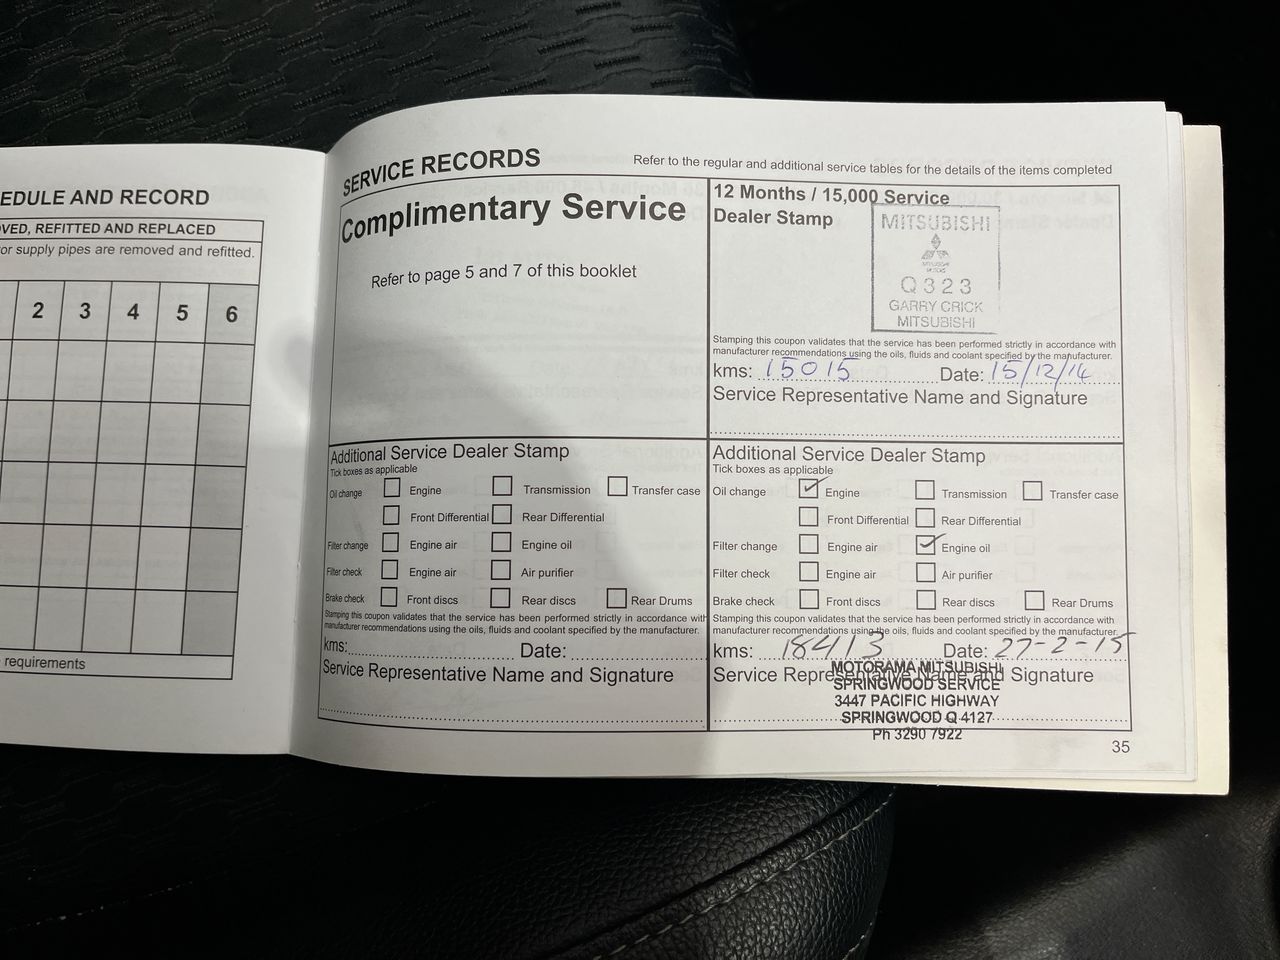 EDULE AND RECORD
VED, REFITTED AND REPLACED
or supply pipes are removed and refitted.
2 3 4 5 6
requirements
SERVICE RECORDS
Refer to the regular and additional service tables for the details of the items completed
Complimentary Service
Refer to page 5 and 7 of this booklet
12 Months / 15,000 Service
Dealer Stamp
MITSUBISHI
MITSUBISHI
MOTORS
Q323
GARRY CRICK
MITSUBISHI
Stamping this coupon validates that the service has been performed strictly in accordance with
manufacturer recommendations using the oils, fluids and coolant specified by the manufacturer.
kms: 15015 Date: 15/12/14
Service Representative Name and Signature
Additional Service Dealer Stamp
Tick boxes as applicable
Oil change Engine Transmission Transfer case
Front Differential Rear Differential
Filter change Engine air Engine oil
Filter check Engine air Air purifier
Brake check Front discs Rear discs Rear Drums
Stamping this coupon validates that the service has been performed strictly in accordance with
manufacturer recommendations using the oils, fluids and coolant specified by the manufacturer.
kms: Date:
Service Representative Name and Signature
Additional Service Dealer Stamp
Tick boxes as applicable
Oil change Engine Transmission Transfer case
Front Differential Rear Differential
Filter change Engine air Engine oil
Filter check Engine air Air purifier
Brake check Front discs Rear discs Rear Drums
Stamping this coupon validates that the service has been performed strictly in accordance with
manufacturer recommendations using the oils, fluids and coolant specified by the manufacturer.
kms: 18413 Date: 27-2-15
Service Representative Name and Signature
MOTORAMA MITSUBISHI
SPRINGWOOD SERVICE
3447 PACIFIC HIGHWAY
SPRINGWOOD Q 4127
Ph 3290 7922
35